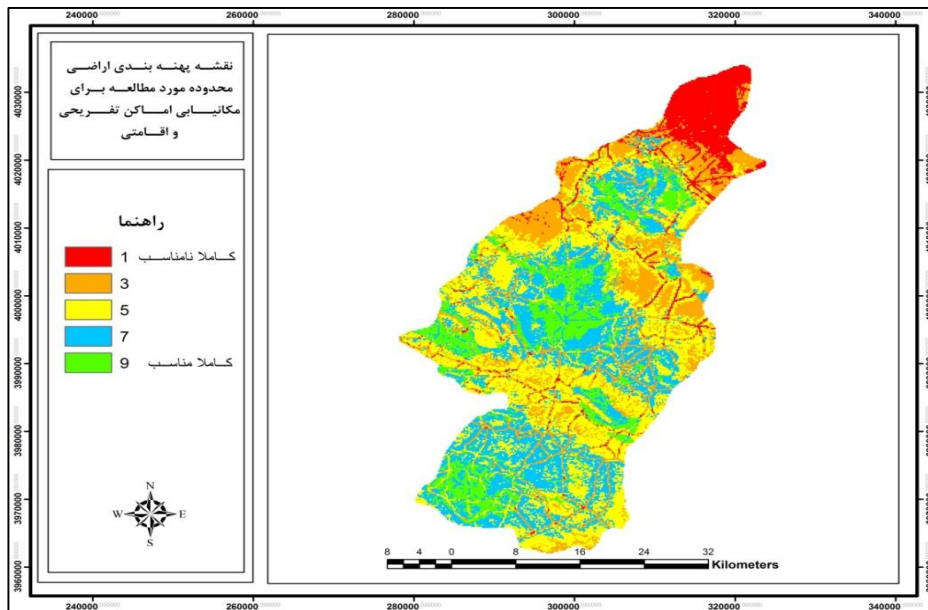 240000 260000 280000 300000 320000 340000
نقشه پهنه بندی اراضی
محدوده مورد مطالعه برای
مکانیابی اماکن تفریحی
و اقامتی
راهنما
1 کاملا نامناسب
3
5
7
9 کاملا مناسب
N
W E
S
4030000
4020000
4010000
4000000
3990000
3980000
3970000
3960000
8 4 0 8 16 24 32
Kilometers
240000 260000 280000 300000 320000 340000